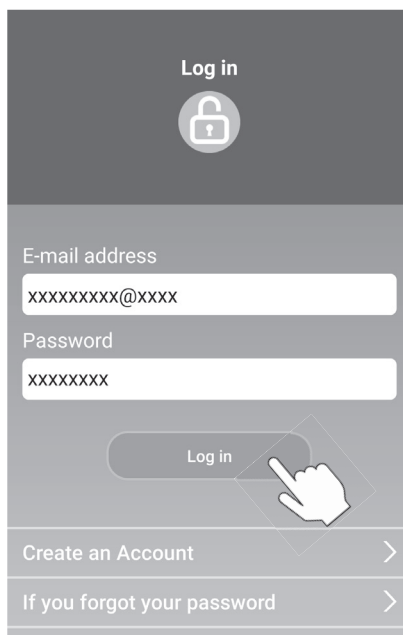 Log in
E-mail address
xxxxxxxxx@xxxx
Password
xxxxxxxx
Log in
Create an Account
If you forgot your password